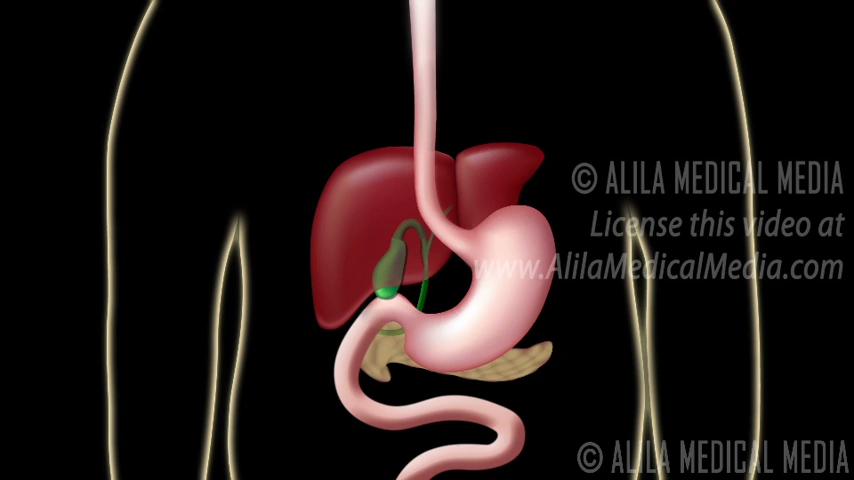 © ALILA MEDICAL MEDIA
License this video at
www.AlilaMedicalMedia.com
© ALILA MEDICAL MEDIA